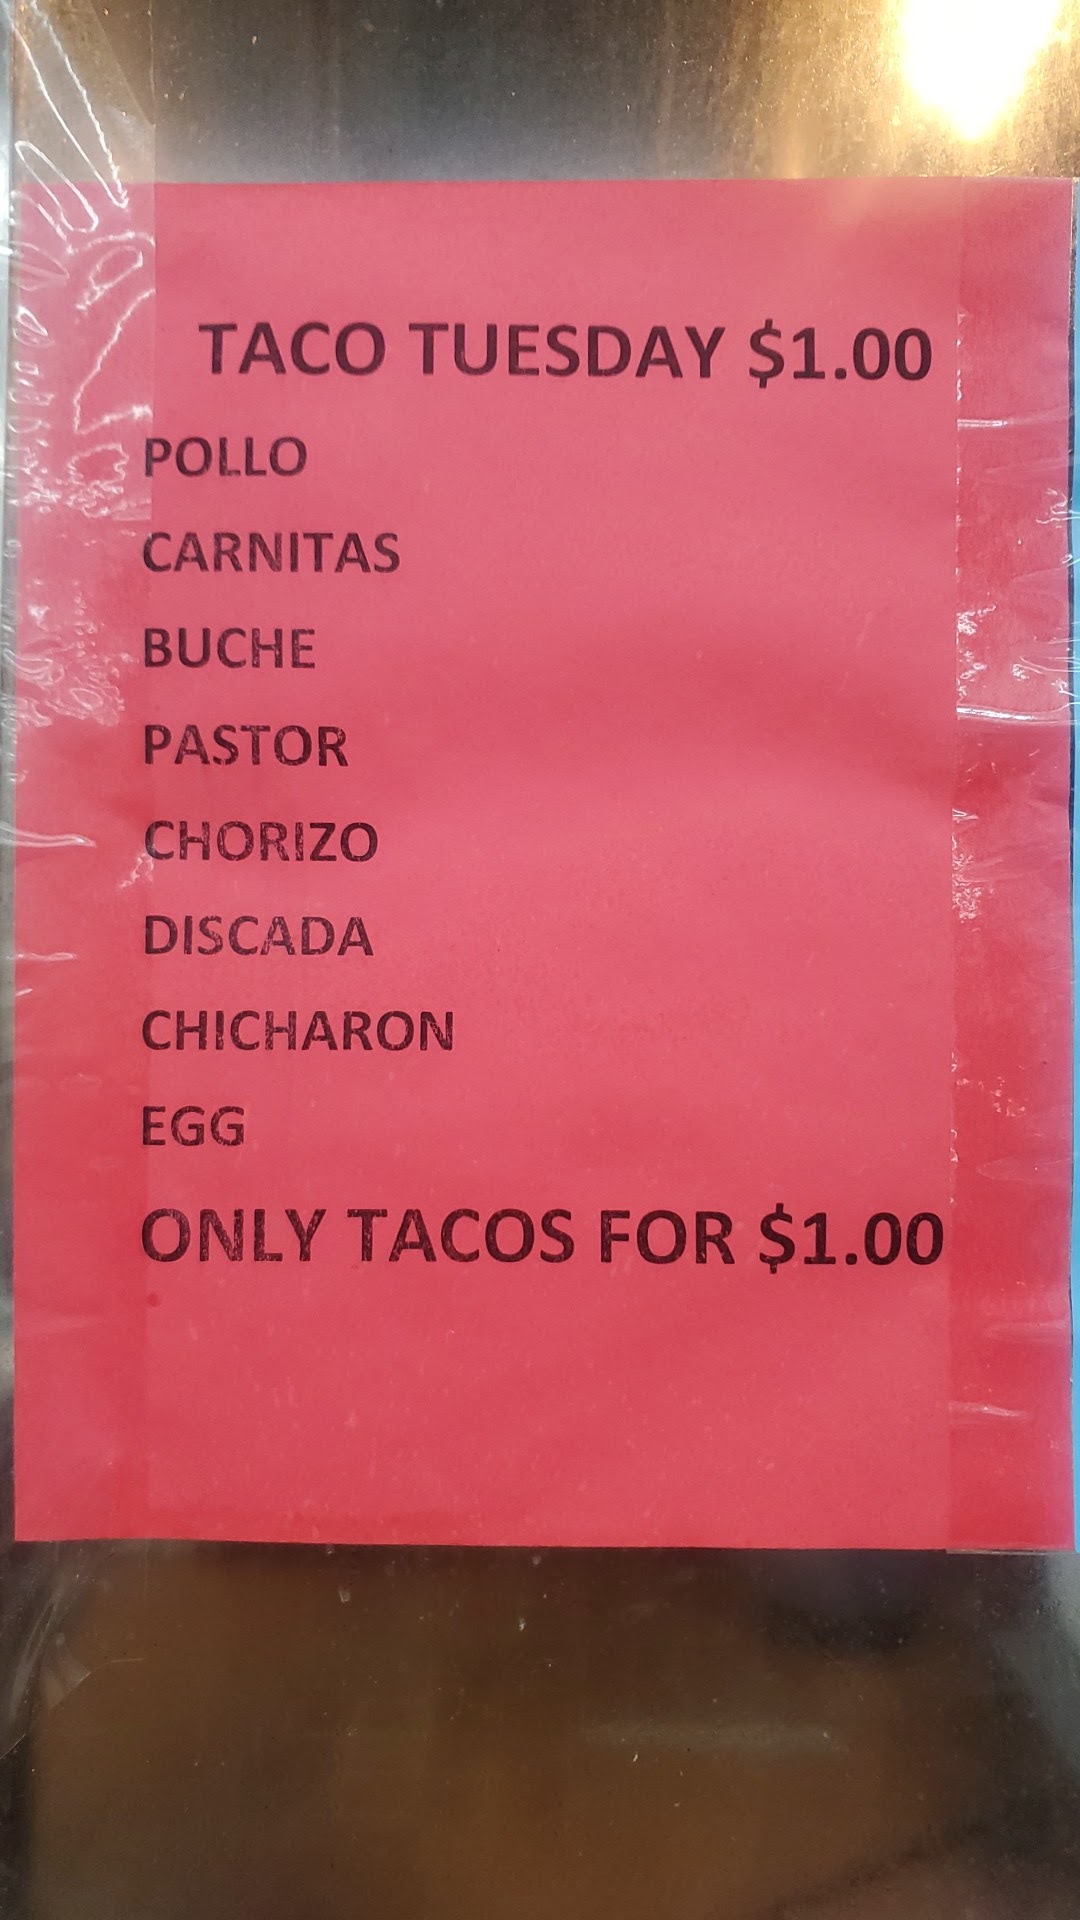 TACO TUESDAY $1.00
POLLO
CARNITAS
BUCHE
PASTOR
CHORIZO
DISCADA
CHICHARON
EGG
ONLY TACOS FOR $1.00